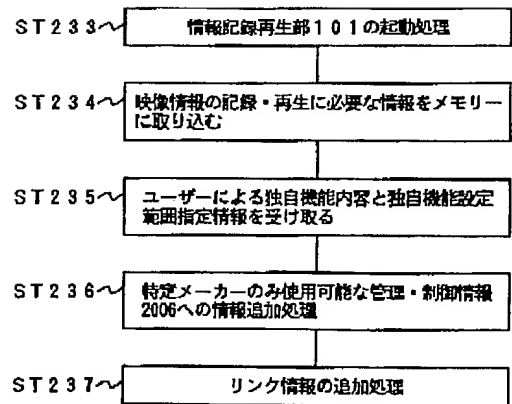 ST233 情報記録再生部101の起動処理
ST234 映像情報の記録・再生に必要な情報をメモリー
に取り込む
ST235 ユーザーによる独自機能内容と独自機能設定
範囲指定情報を受け取る
ST236 特定メーカーのみ使用可能な管理・制御情報
2006への情報追加処理
ST237 リンク情報の追加処理